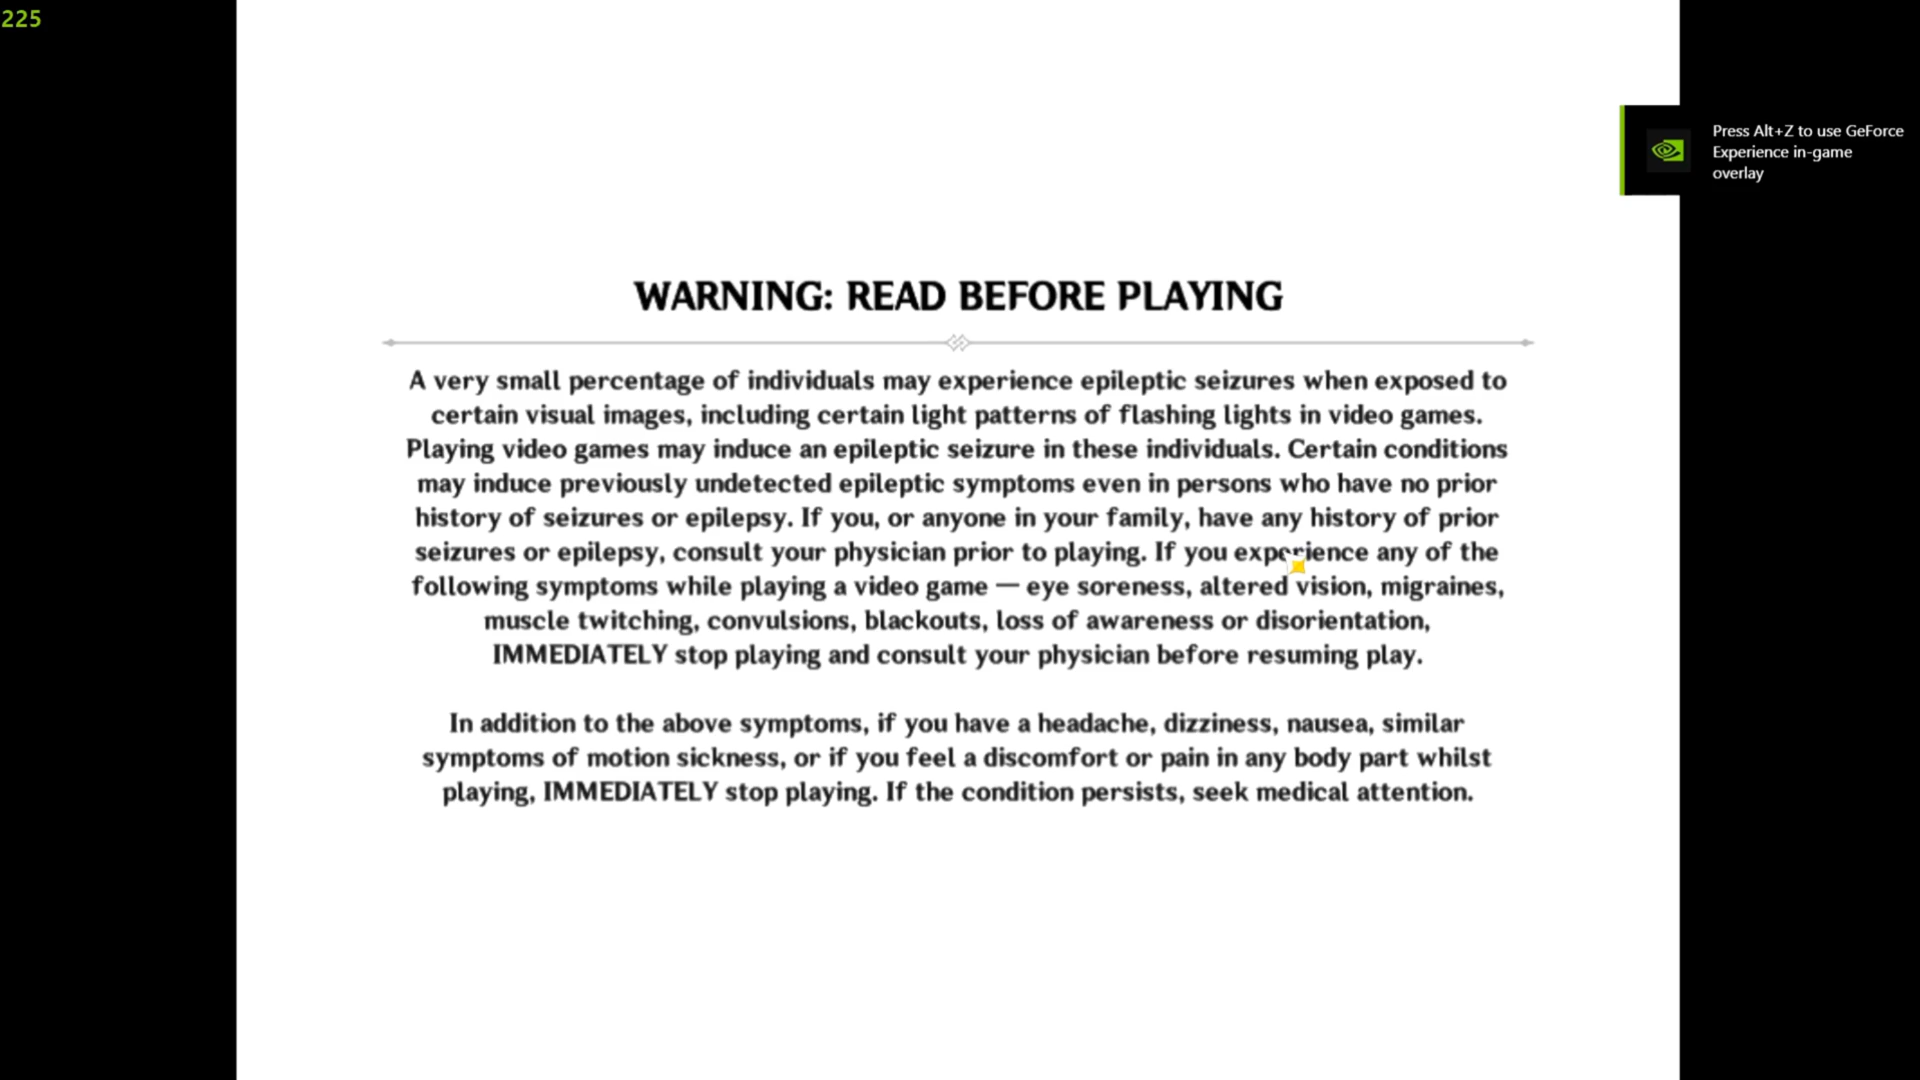 225
Press Alt+Z to use GeForce
Experience in-game
overlay
WARNING: READ BEFORE PLAYING
A very small percentage of individuals may experience epileptic seizures when exposed to
certain visual images, including certain light patterns of flashing lights in video games.
Playing video games may induce an epileptic seizure in these individuals. Certain conditions
may induce previously undetected epileptic symptoms even in persons who have no prior
history of seizures or epilepsy. If you, or anyone in your family, have any history of prior
seizures or epilepsy, consult your physician prior to playing. If you experience any of the
following symptoms while playing a video game — eye soreness, altered vision, migraines,
muscle twitching, convulsions, blackouts, loss of awareness or disorientation,
IMMEDIATELY stop playing and consult your physician before resuming play.
In addition to the above symptoms, if you have a headache, dizziness, nausea, similar
symptoms of motion sickness, or if you feel a discomfort or pain in any body part whilst
playing, IMMEDIATELY stop playing. If the condition persists, seek medical attention.